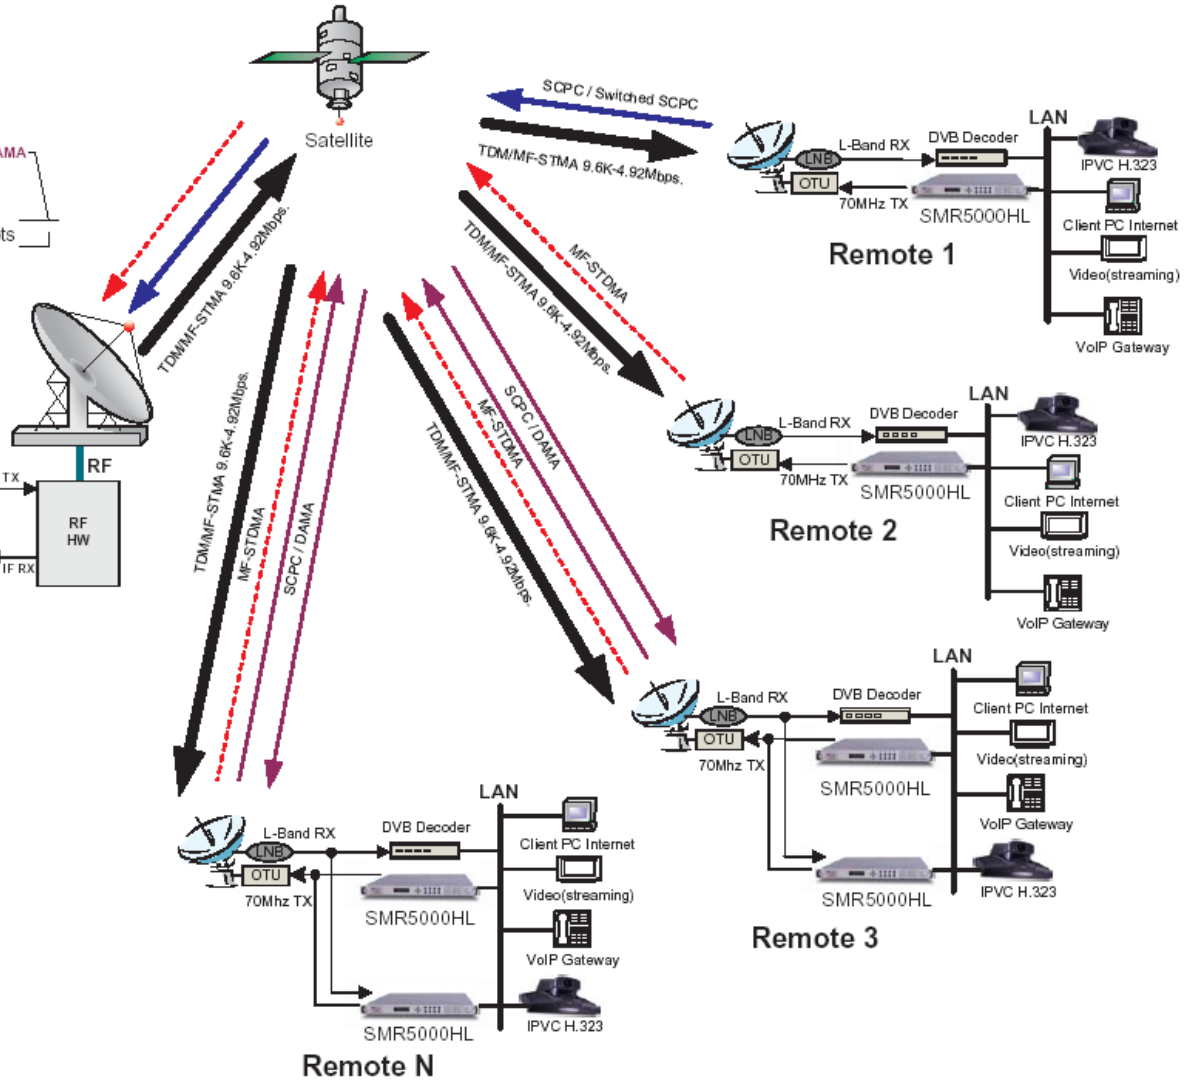 SCPC / Switched SCPC
TDM/MF-STMA 9.6K-4.92Mbps.
Satellite
AMA
ts
TDM/MF-STMA 9.6K-4.92Mbps.
RF
TX
RF
HW
IF RX
L-Band RX
DVB Decoder
LAN
LNB
IPVC H.323
OTU
70MHz TX
SMR5000HL
Client PC Internet
Remote 1
Video(streaming)
VoIP Gateway
MF-STDMA
TDM/MF-STMA 9.6K-4.92Mbps.
LAN
L-Band RX
DVB Decoder
LNB
IPVC H.323
OTU
70MHz TX
SMR5000HL
Client PC Internet
Remote 2
Video(streaming)
VoIP Gateway
SCPC / DAMA
MF-STDMA
TDM/MF-STMA 9.6K-4.92Mbps.
LAN
L-Band RX
DVB Decoder
LNB
Client PC Internet
OTU
70Mhz TX
Video(streaming)
SMR5000HL
VoIP Gateway
IPVC H.323
SMR5000HL
Remote 3
TDM/MF-STMA 9.6K-4.92Mbps.
MF-STDMA
SCPC / DAMA
LAN
L-Band RX
DVB Decoder
LNB
Client PC Internet
OTU
70Mhz TX
Video(streaming)
SMR5000HL
VoIP Gateway
IPVC H.323
SMR5000HL
Remote N